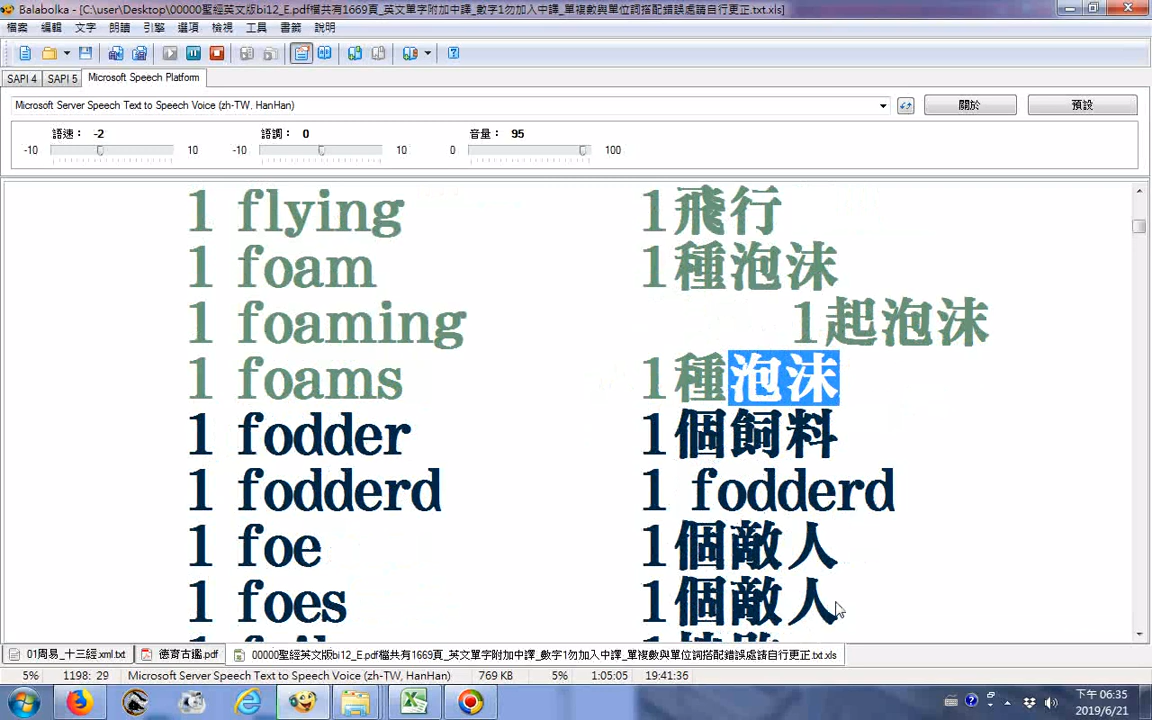 Balabolka - [C:\user\Desktop\00000聖經英文版bi12_E.pdf檔共有1669頁_英文單字附加中譯_數字1勿加入中譯_單複數與單位詞搭配錯誤處請自行更正.txt.xls]
檔案 編輯 文字 朗讀 引擎 選項 檢視 工具 書籤 說明
SAPI 4 SAPI 5 Microsoft Speech Platform
Microsoft Server Speech Text to Speech Voice (zh-TW, HanHan) 關於 預設
語速： -2 語調： 0 音量： 95
-10 10 -10 10 0 100
1 flying 1飛行
1 foam 1種泡沫
1 foaming 1起泡沫
1 foams 1種泡沫
1 fodder 1個飼料
1 fodderd 1 fodderd
1 foe 1個敵人
1 foes 1個敵人
01周易_十三經.xml.txt 德育古鑑.pdf 00000聖經英文版bi12_E.pdf檔共有1669頁_英文單字附加中譯_數字1勿加入中譯_單複數與單位詞搭配錯誤處請自行更正.txt.xls
5% 1198: 29 Microsoft Server Speech Text to Speech Voice (zh-TW, HanHan) 769 KB 5% 1:05:05 19:41:36
下午 06:35
2019/6/21